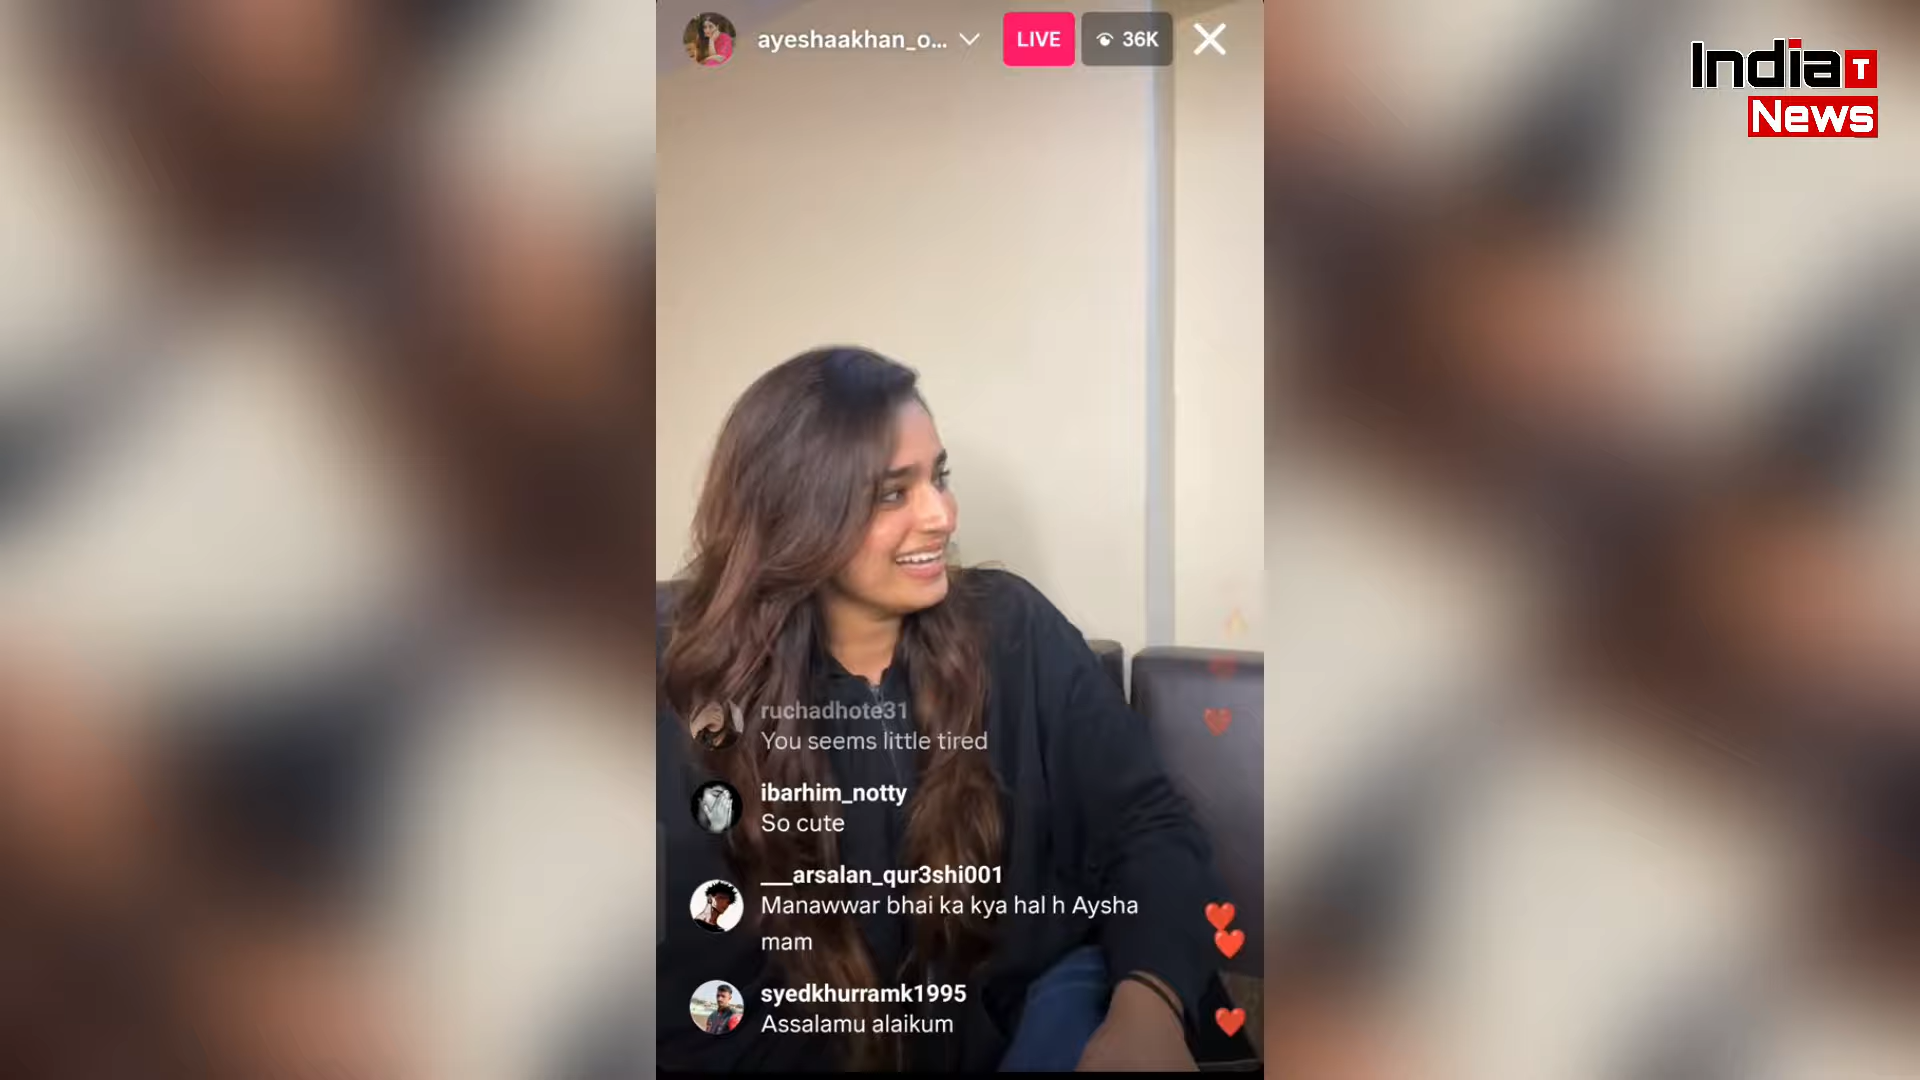 ayeshaakhan_o...
LIVE
36K
India T
News
ruchadhote31
You seems little tired
ibarhim_notty
So cute
___arsalan_qur3shi001
Manawwar bhai ka kya hal h Aysha
mam
syedkhurramk1995
Assalamu alaikum